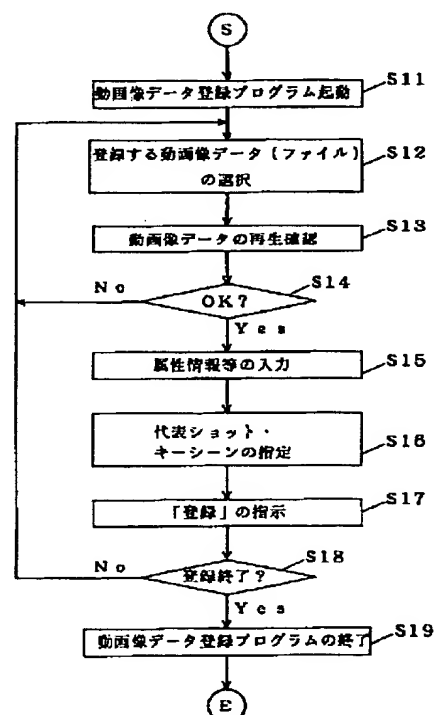 S
S11
動画像データ登録プログラム起動
登録する動画像データ(ファイル)
の選択
S12
動画像データの再生確認
S13
OK?
S14
No
Yes
属性情報等の入力
S15
代表ショット・
キーシーンの指定
S16
「登録」の指示
S17
登録終了?
S18
No
Yes
動画像データ登録プログラムの終了
S19
E